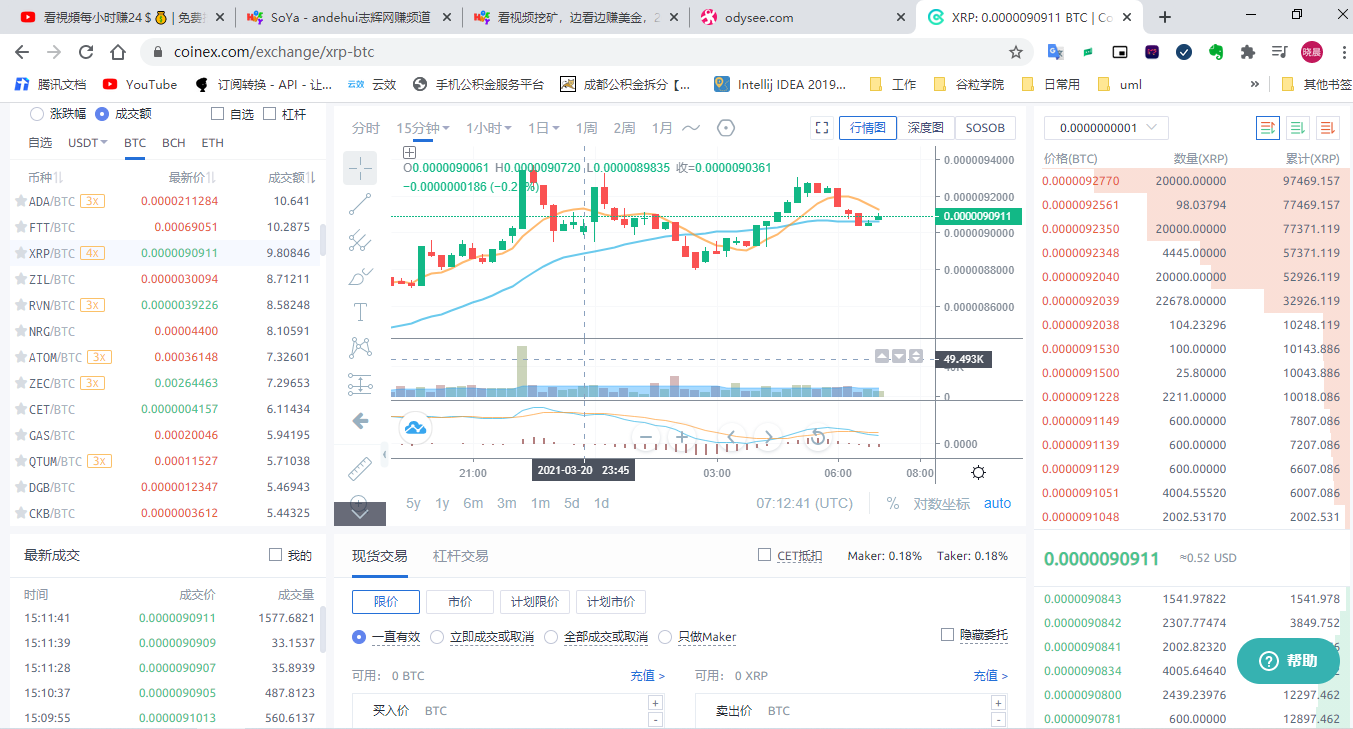 看視頻每小时賺24 $ 💰 | 免费
SoYa - andehui志辉网赚频道
看视频挖矿，边看边赚美金，2
odysee.com
XRP: 0.0000090911 BTC | Co
coinex.com/exchange/xrp-btc
腾讯文档
YouTube
订阅转换 - API - 让...
云效 云效
手机公积金服务平台
成都公积金拆分【...
Intellij IDEA 2019...
工作
谷粒学院
日常用
uml
»
其他书签
涨跌幅 成交额 自选 杠杆
自选 USDT BTC BCH ETH
币种 最新价 成交额
ADA/BTC 3x 0.0000211284 10.641
FTT/BTC 0.00069051 10.2875
XRP/BTC 4x 0.0000090911 9.80846
ZIL/BTC 0.0000030094 8.71211
RVN/BTC 3x 0.0000039226 8.58248
NRG/BTC 0.00004400 8.10591
ATOM/BTC 3x 0.00036148 7.32601
ZEC/BTC 3x 0.00264463 7.29653
CET/BTC 0.0000004157 6.11434
GAS/BTC 0.00020046 5.94195
QTUM/BTC 3x 0.00011527 5.71038
DGB/BTC 0.0000012347 5.46943
CKB/BTC 0.0000003612 5.44325
最新成交 我的
时间 成交价 成交量
15:11:41 0.0000090911 1577.6821
15:11:39 0.0000090909 33.1537
15:11:28 0.0000090907 35.8939
15:10:37 0.0000090905 487.8123
15:09:55 0.0000091013 560.6137
分时 15分钟 1小时 1日 1周 2周 1月
行情图 深度图 SOSOB
O0.0000090061 H0.0000090720 L0.0000089835 收=0.0000090361
−0.0000000186 (−0.2
0.0000094000
0.0000092000
0.0000090911
0.0000090000
0.0000088000
0.0000086000
49.493K
0
0.0000
21:00 2021-03-20 23:45 03:00 06:00 08:00
5y 1y 6m 3m 1m 5d 1d 07:12:41 (UTC) % 对数坐标 auto
现货交易 杠杆交易 CET抵扣 Maker: 0.18% Taker: 0.18%
限价 市价 计划限价 计划市价
一直有效 立即成交或取消 全部成交或取消 只做Maker 隐藏委托
可用： 0 BTC 充值 > 可用： 0 XRP 充值 >
买入价 BTC + - 卖出价 BTC + -
0.0000000001
价格(BTC) 数量(XRP) 累计(XRP)
0.0000092770 20000.00000 97469.157
0.0000092561 98.03794 77469.157
0.0000092350 20000.00000 77371.119
0.0000092348 4445.00000 57371.119
0.0000092040 20000.00000 52926.119
0.0000092039 22678.00000 32926.119
0.0000092038 104.23296 10248.119
0.0000091530 100.00000 10143.886
0.0000091500 25.80000 10043.886
0.0000091228 2211.00000 10018.086
0.0000091149 600.00000 7807.086
0.0000091139 600.00000 7207.086
0.0000091129 600.00000 6607.086
0.0000091051 4004.55520 6007.086
0.0000091048 2002.53170 2002.531
0.0000090911 ≈0.52 USD
0.0000090843 1541.97822 1541.978
0.0000090842 2307.77474 3849.752
0.0000090841 2002.82320
0.0000090834 4005.64640
0.0000090800 2439.23976 12297.462
0.0000090781 600.00000 12897.462
帮助
晓晨